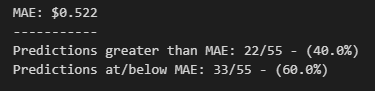 MAE: $0.522
-----------
Predictions greater than MAE: 22/55 - (40.0%)
Predictions at/below MAE: 33/55 - (60.0%)